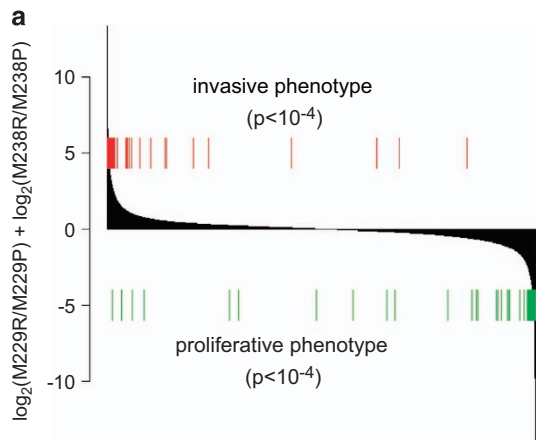 a
log₂(M229R/M229P) + log₂(M238R/M238P)
10
5
0
-5
-10
invasive phenotype
(p<10⁻⁴)
proliferative phenotype
(p<10⁻⁴)